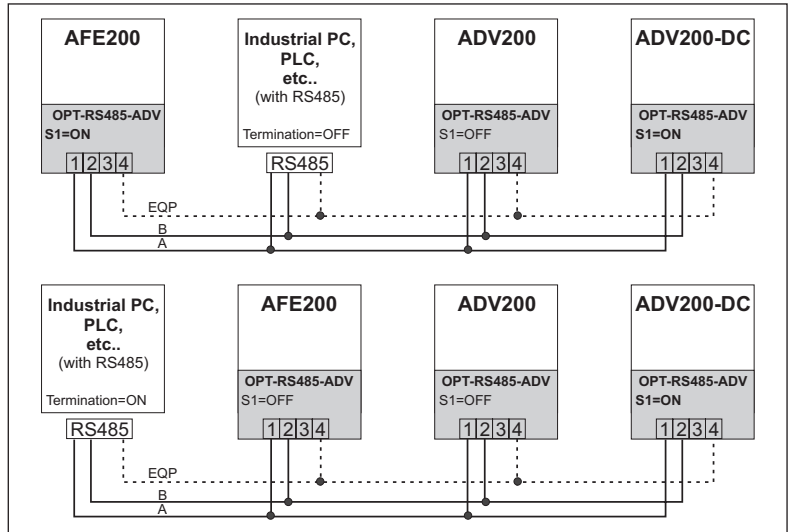 AFE200
OPT-RS485-ADV
S1=ON
1 2 3 4
Industrial PC,
PLC,
etc..
(with RS485)
Termination=OFF
RS485
ADV200
OPT-RS485-ADV
S1=OFF
1 2 3 4
ADV200-DC
OPT-RS485-ADV
S1=ON
1 2 3 4
EQP
B
A
Industrial PC,
PLC,
etc..
(with RS485)
Termination=ON
RS485
AFE200
OPT-RS485-ADV
S1=OFF
1 2 3 4
ADV200
OPT-RS485-ADV
S1=OFF
1 2 3 4
ADV200-DC
OPT-RS485-ADV
S1=ON
1 2 3 4
EQP
B
A